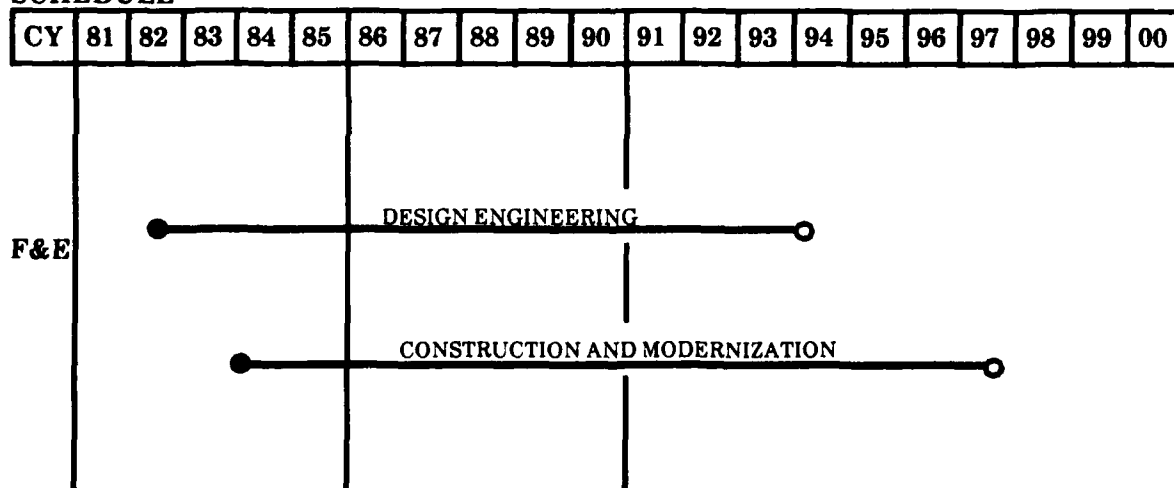 SCHEDULE
CY 81 82 83 84 85 86 87 88 89 90 91 92 93 94 95 96 97 98 99 00
DESIGN ENGINEERING
F&E
CONSTRUCTION AND MODERNIZATION